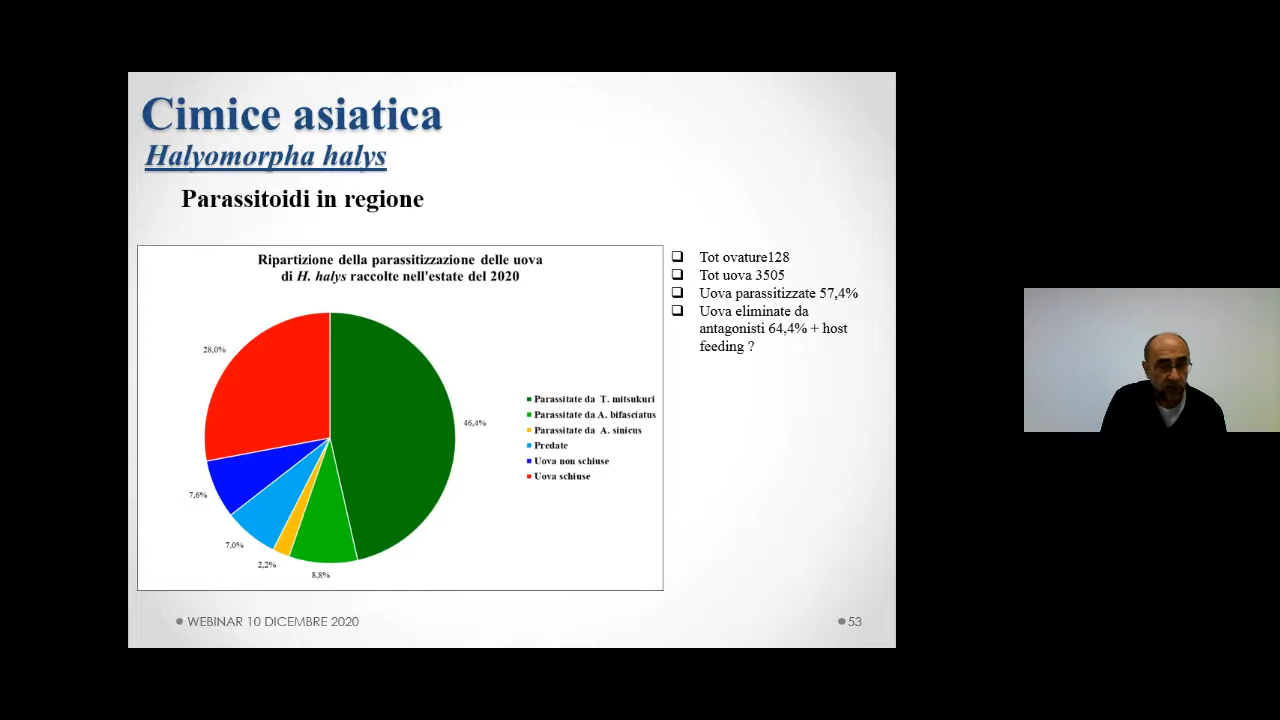 Cimice asiatica
Halyomorpha halys
Parassitoidi in regione
Ripartizione della parassitizzazione delle uova
di H. halys raccolte nell'estate del 2020
28,0%
46,4%
7,6%
7,0%
2,2%
8,8%
Parassitate da T. mitsukuri
Parassitate da A. bifasciatus
Parassitate da A. sinicus
Predate
Uova non schiuse
Uova schiuse
Tot ovature128
Tot uova 3505
Uova parassitizzate 57,4%
Uova eliminate da
antagonisti 64,4% + host
feeding ?
WEBINAR 10 DICEMBRE 2020
53